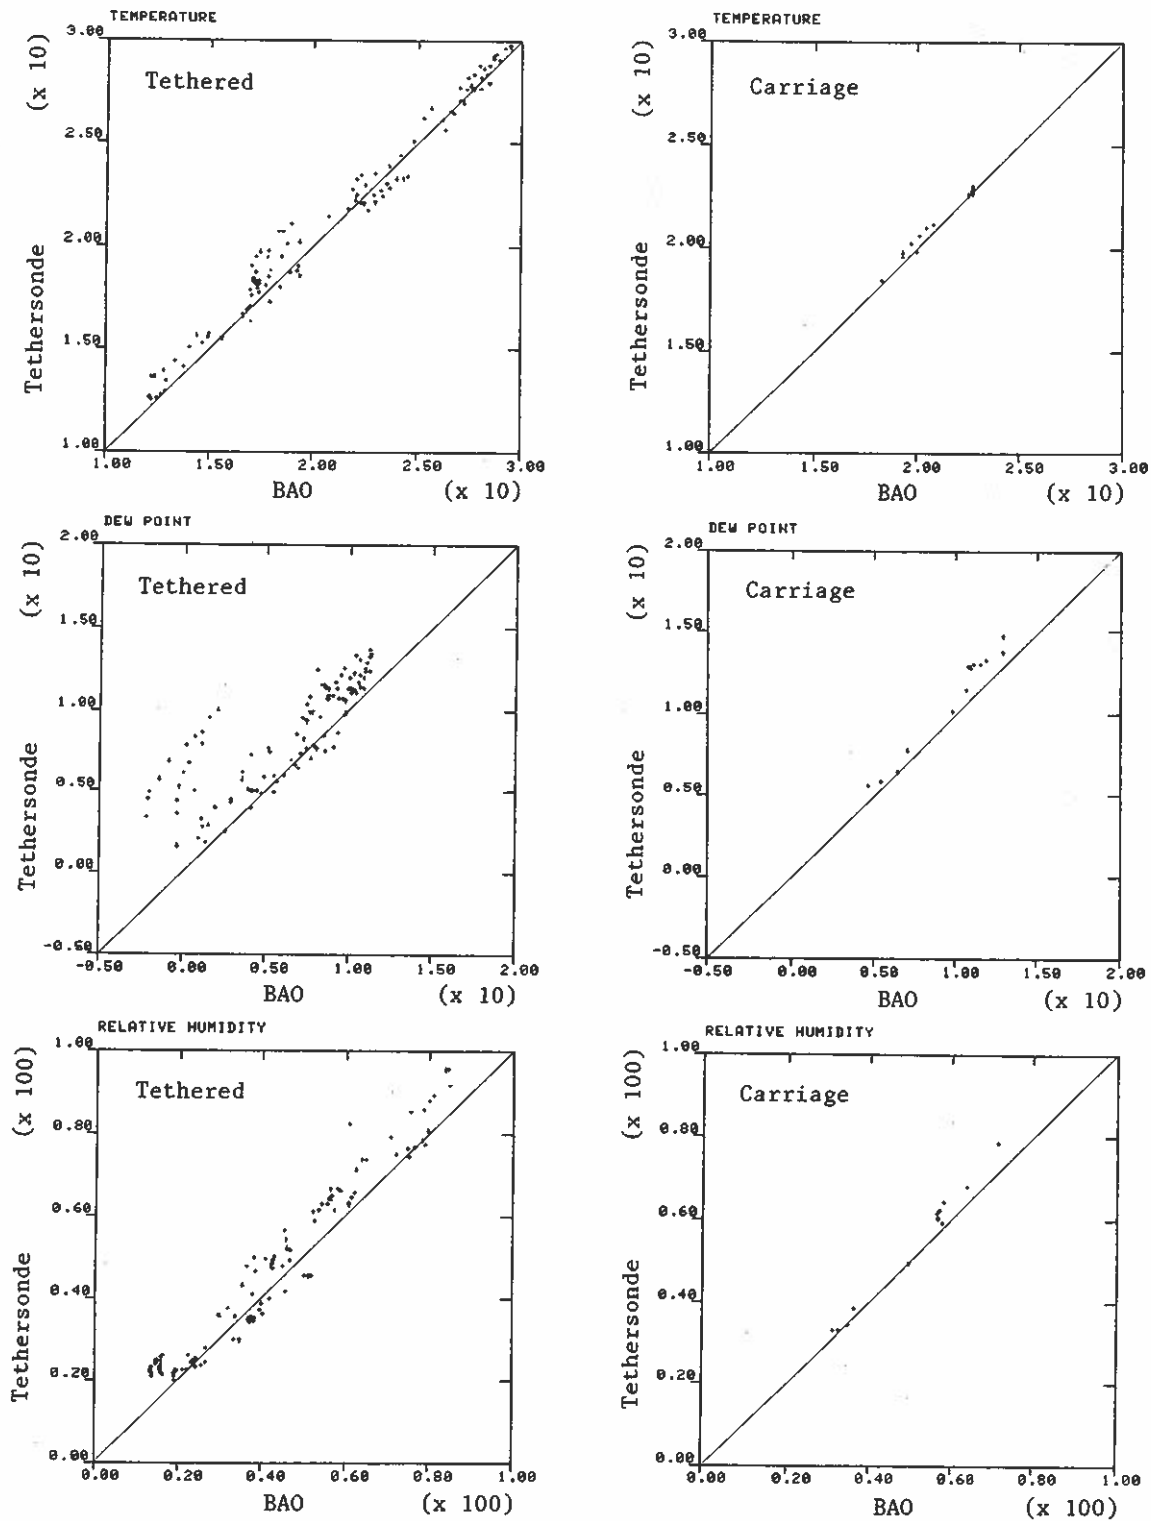 TEMPERATURE
(x 10)
Tethersonde
3.00
2.50
2.00
1.50
1.00
Tethered
1.00 1.50 2.00 2.50 3.00
BAO (x 10)
TEMPERATURE
(x 10)
Tethersonde
3.00
2.50
2.00
1.50
1.00
Carriage
1.00 1.50 2.00 2.50 3.00
BAO (x 10)
DEW POINT
(x 10)
Tethersonde
2.00
1.50
1.00
0.50
0.00
-0.50
Tethered
-0.50 0.00 0.50 1.00 1.50 2.00
BAO (x 10)
DEW POINT
(x 10)
Tethersonde
2.00
1.50
1.00
0.50
0.00
-0.50
Carriage
-0.50 0.00 0.50 1.00 1.50 2.00
BAO (x 10)
RELATIVE HUMIDITY
(x 100)
Tethersonde
1.00
0.80
0.60
0.40
0.20
0.00
Tethered
0.00 0.20 0.40 0.60 0.80 1.00
BAO (x 100)
RELATIVE HUMIDITY
(x 100)
Tethersonde
1.00
0.80
0.60
0.40
0.20
0.00
Carriage
0.00 0.20 0.40 0.60 0.80 1.00
BAO (x 100)